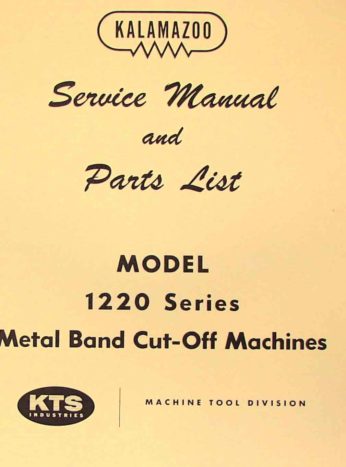 KALAMAZOO
Service Manual
and
Parts List
MODEL
1220 Series
Metal Band Cut-Off Machines
KTS
INDUSTRIES
MACHINE TOOL DIVISION